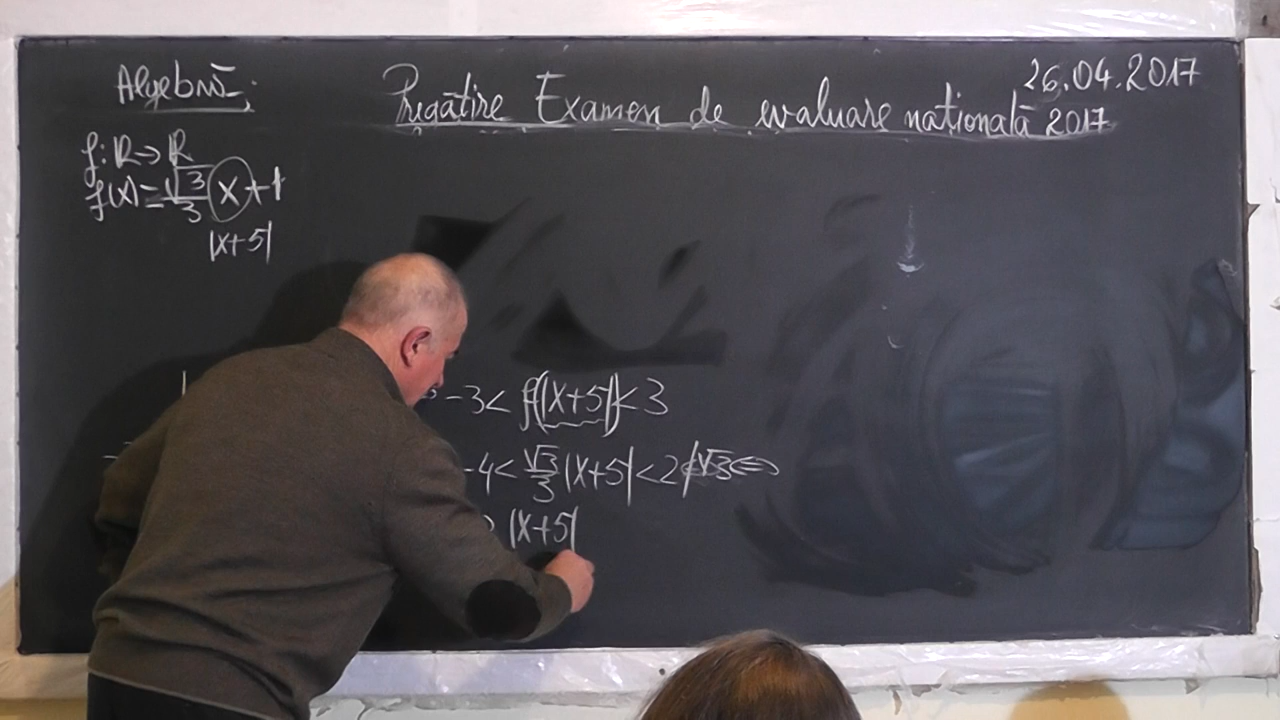 Algebră;
Pregătire Examen de evaluare națională 2017
26.04.2017
f: R → R
f(x) = √3/3 x + 1
|x+5|
-3 < f(|x+5|) < 3
-4 < √3/3 |x+5| < 2 |·√3 ⇔
|x+5|